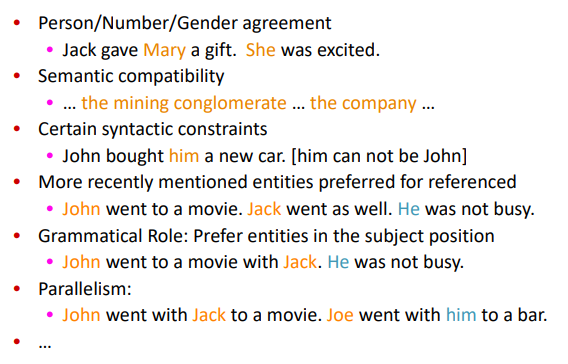 • Person/Number/Gender agreement
• Jack gave Mary a gift. She was excited.
• Semantic compatibility
• … the mining conglomerate … the company …
• Certain syntactic constraints
• John bought him a new car. [him can not be John]
• More recently mentioned entities preferred for referenced
• John went to a movie. Jack went as well. He was not busy.
• Grammatical Role: Prefer entities in the subject position
• John went to a movie with Jack. He was not busy.
• Parallelism:
• John went with Jack to a movie. Joe went with him to a bar.
• …